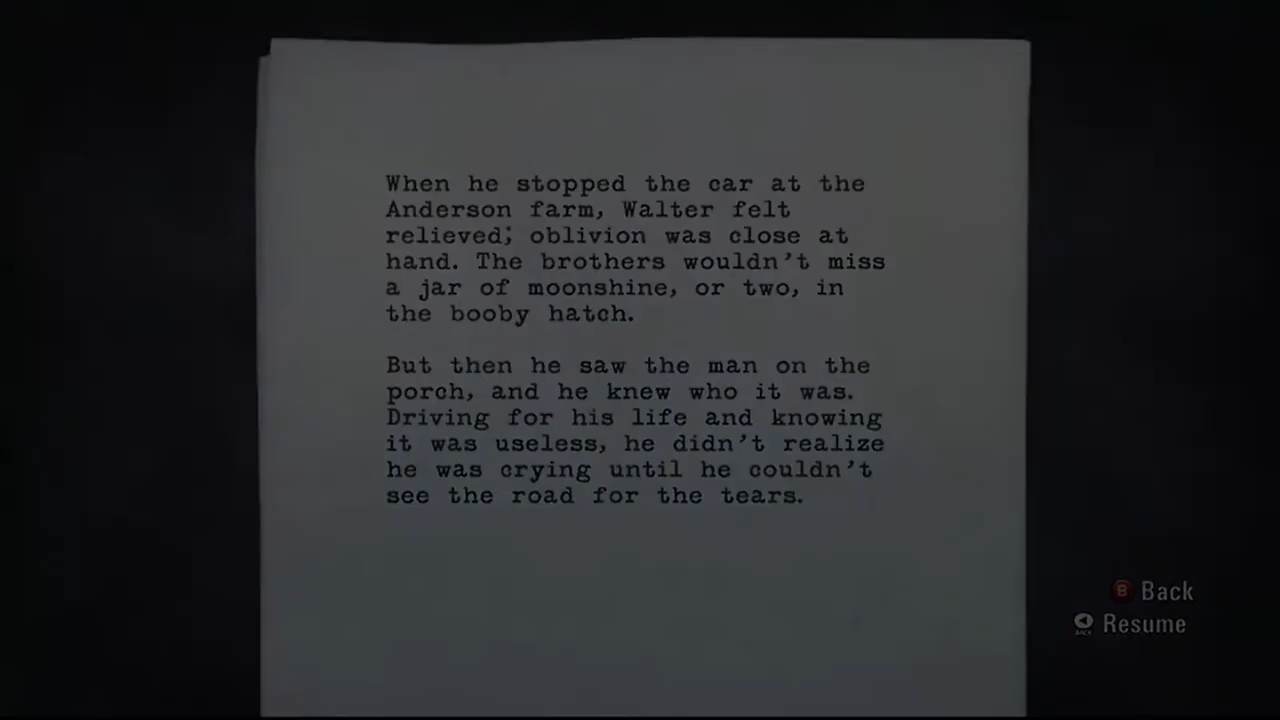 When he stopped the car at the
Anderson farm, Walter felt
relieved; oblivion was close at
hand. The brothers wouldn't miss
a jar of moonshine, or two, in
the booby hatch.
But then he saw the man on the
porch, and he knew who it was.
Driving for his life and knowing
it was useless, he didn't realize
he was crying until he couldn't
see the road for the tears.
B Back
BACK Resume